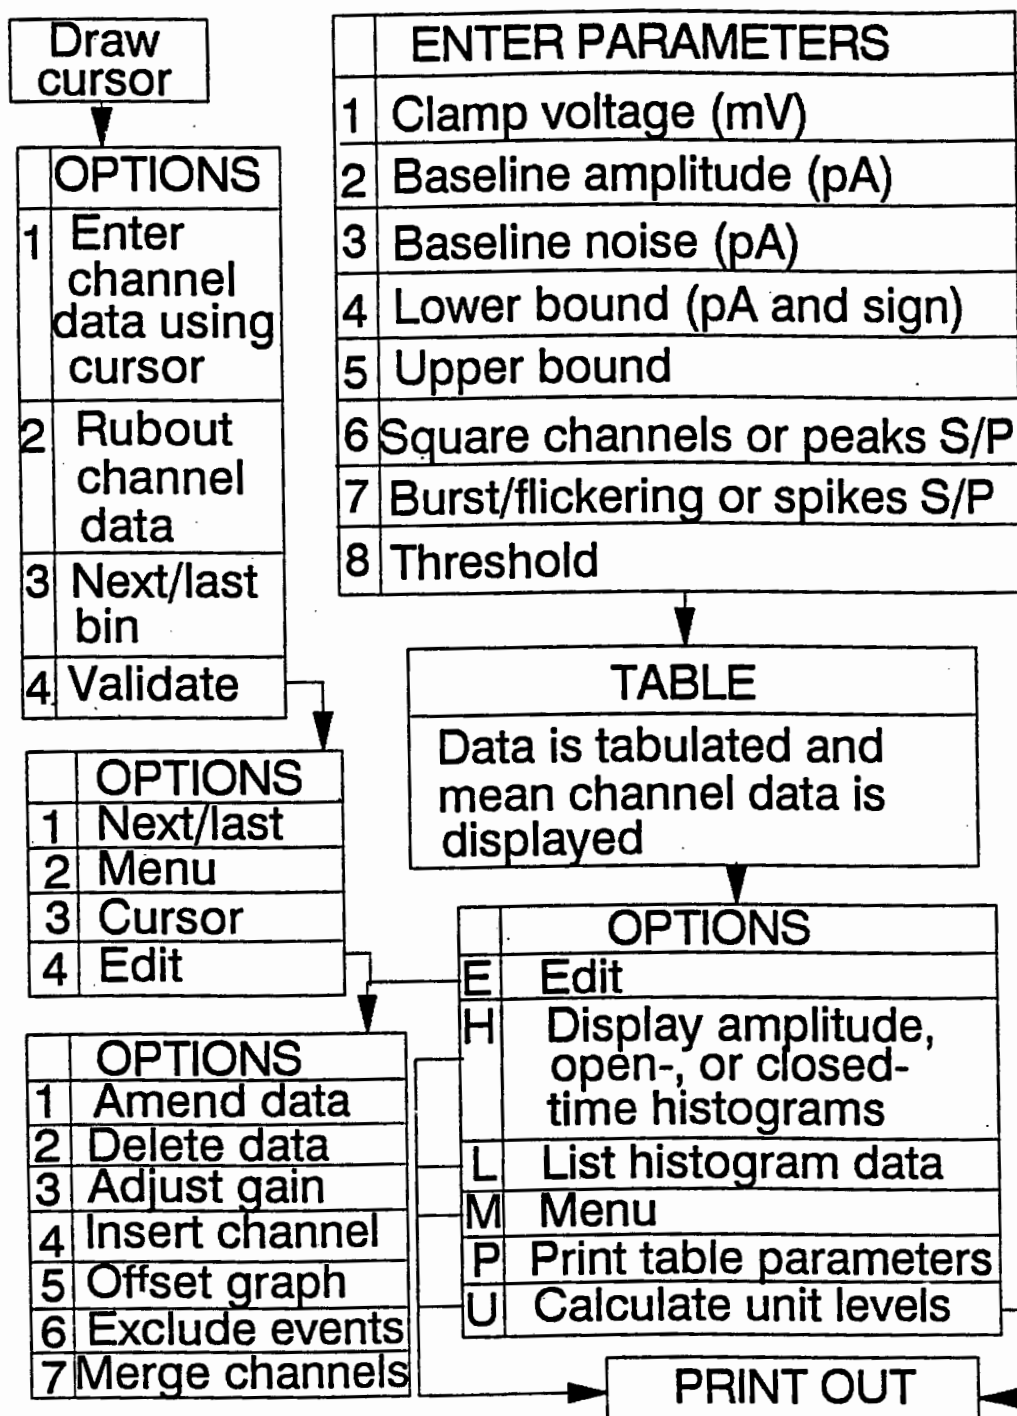 Draw
cursor
OPTIONS
1 Enter
channel
data using
cursor
2 Rubout
channel
data
3 Next/last
bin
4 Validate
OPTIONS
1 Next/last
2 Menu
3 Cursor
4 Edit
OPTIONS
1 Amend data
2 Delete data
3 Adjust gain
4 Insert channel
5 Offset graph
6 Exclude events
7 Merge channels
ENTER PARAMETERS
1 Clamp voltage (mV)
2 Baseline amplitude (pA)
3 Baseline noise (pA)
4 Lower bound (pA and sign)
5 Upper bound
6 Square channels or peaks S/P
7 Burst/flickering or spikes S/P
8 Threshold
TABLE
Data is tabulated and
mean channel data is
displayed
OPTIONS
E Edit
H Display amplitude,
open-, or closed-
time histograms
L List histogram data
M Menu
P Print table parameters
U Calculate unit levels
PRINT OUT